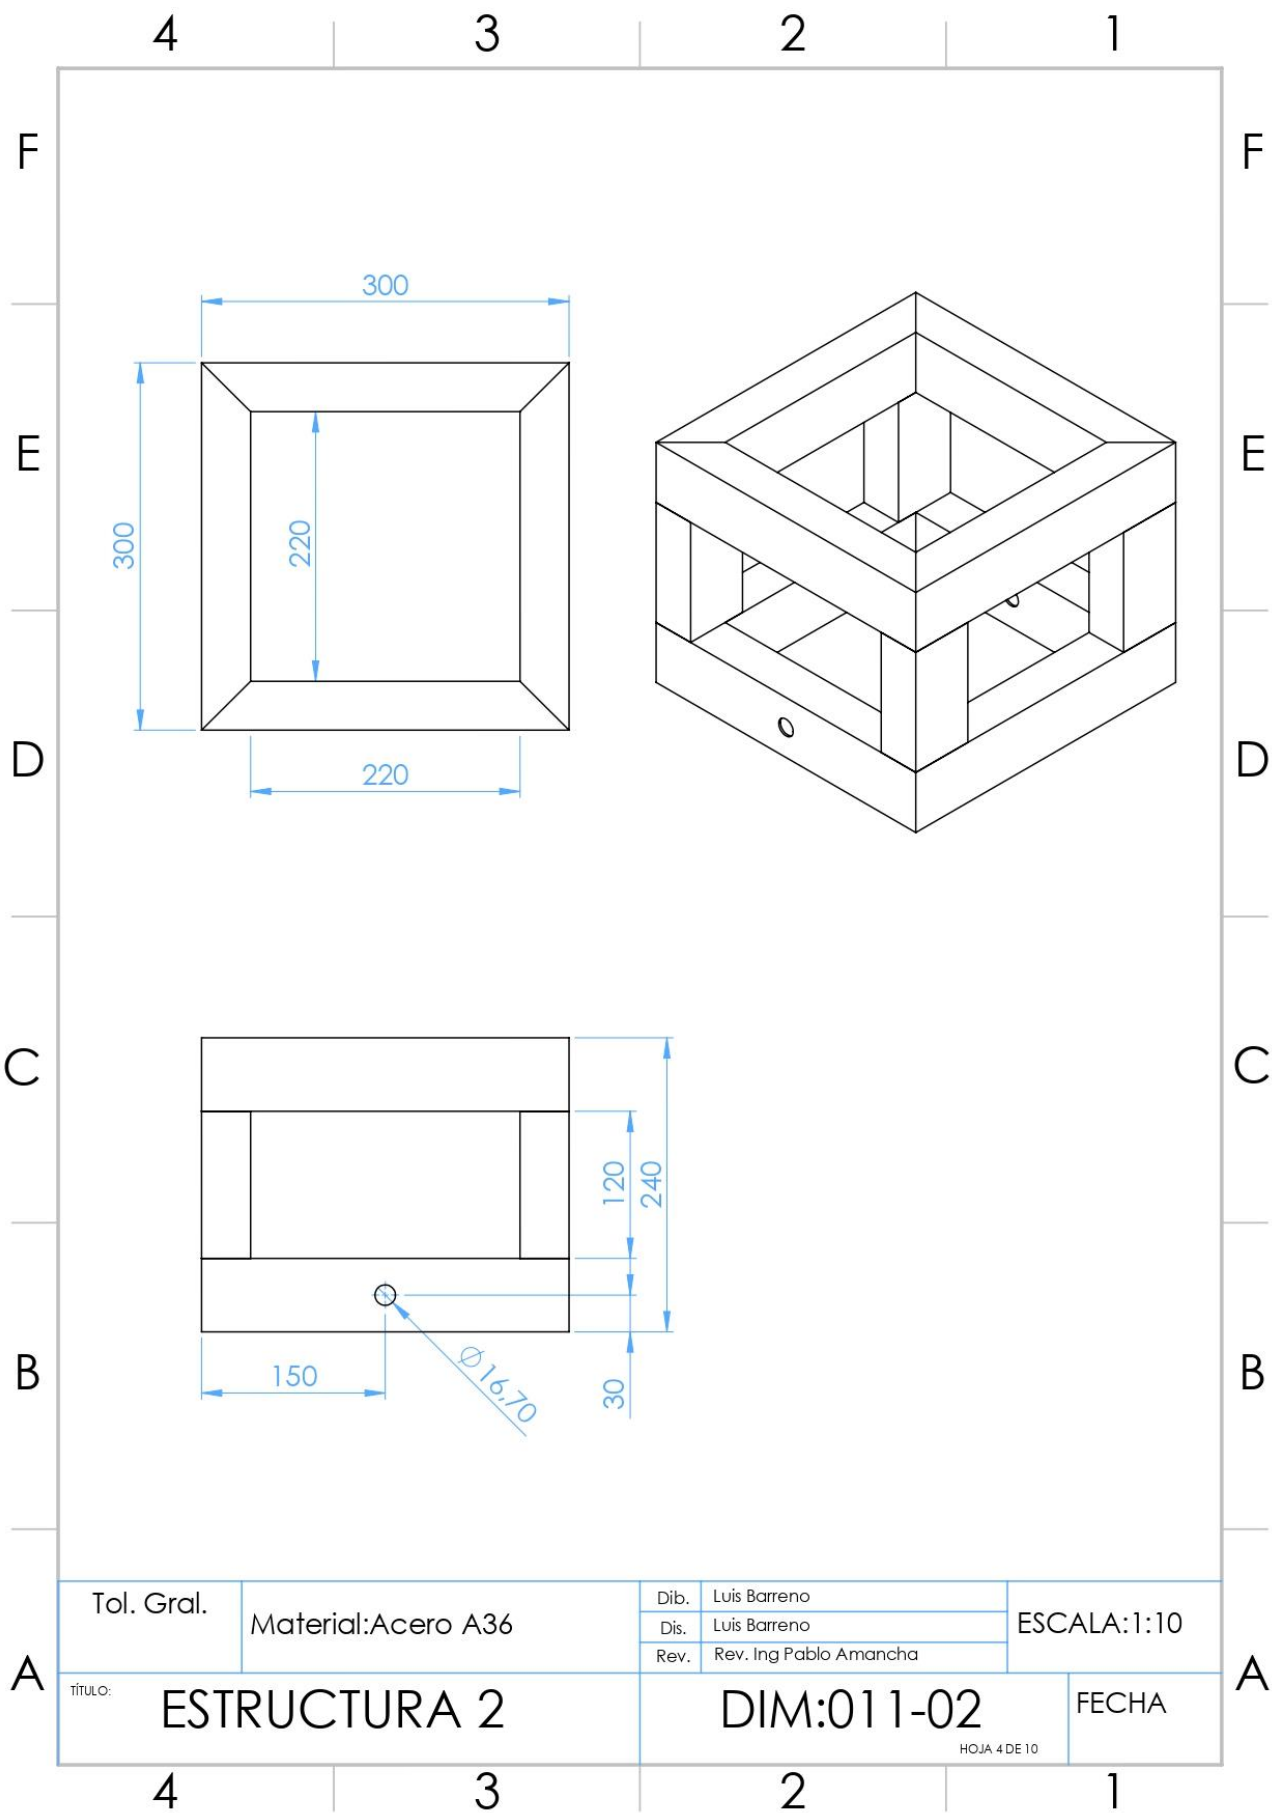 4 3 2 1
F F
300
E E
300
220
D D
220
C C
120
240
B B
150
Ø16,70
30
Tol. Gral.
Material:Acero A36
Dib. Luis Barreno
Dis. Luis Barreno
Rev. Rev. Ing Pablo Amancha
ESCALA:1:10
A A
TÍTULO:
ESTRUCTURA 2
DIM:011-02
HOJA 4 DE 10
FECHA
4 3 2 1